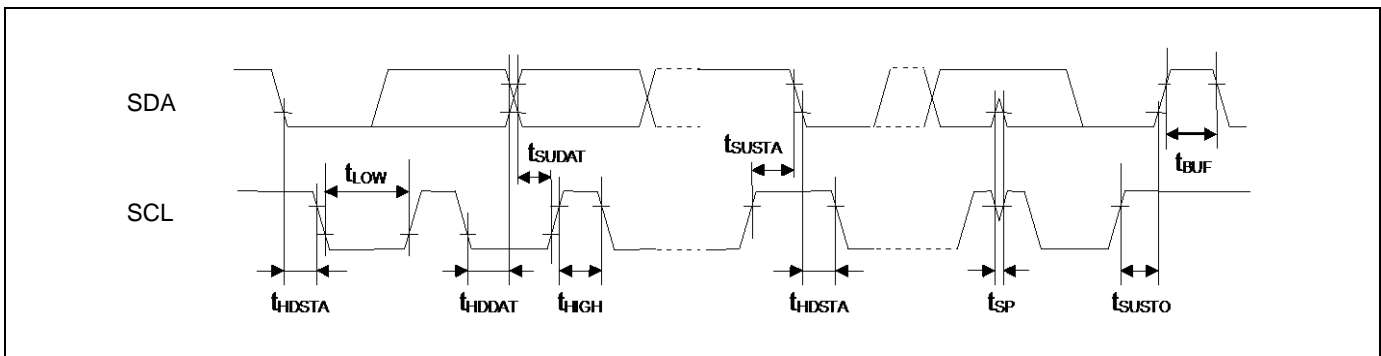 SDA
tSUDAT
tSUSTA
tBUF
tLOW
SCL
tHDSTA
tHDDAT
tHIGH
tHDSTA
tSP
tSUSTO